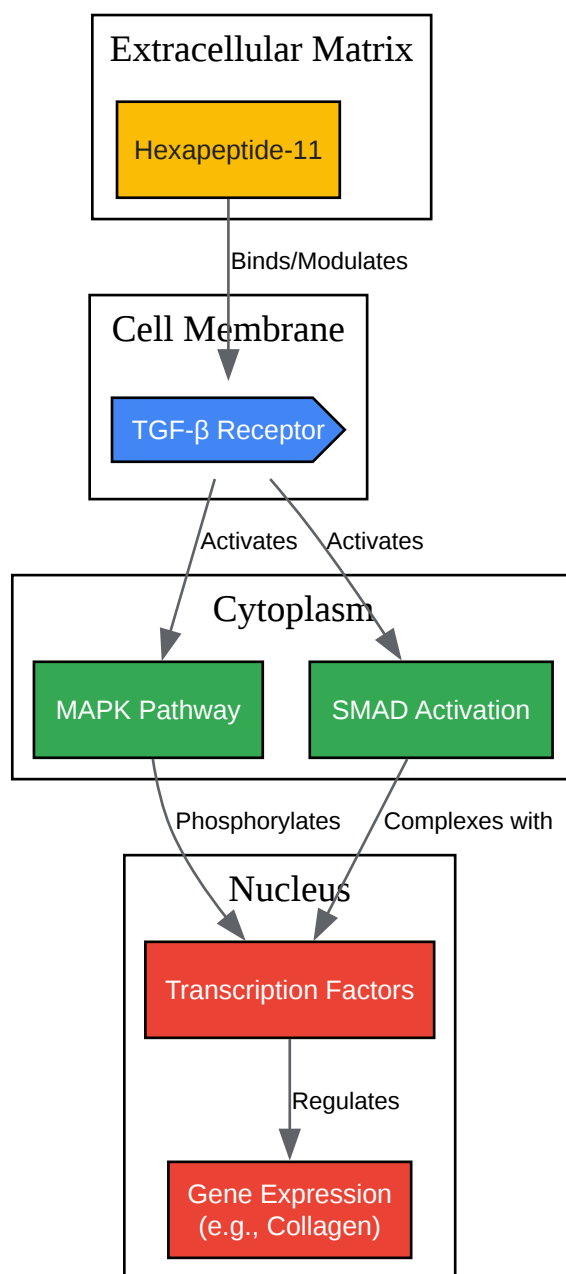 Extracellular Matrix
Hexapeptide-11
Binds/Modulates
Cell Membrane
TGF-β Receptor
Activates
Activates
Cytoplasm
MAPK Pathway
SMAD Activation
Phosphorylates
Complexes with
Nucleus
Transcription Factors
Regulates
Gene Expression
(e.g., Collagen)